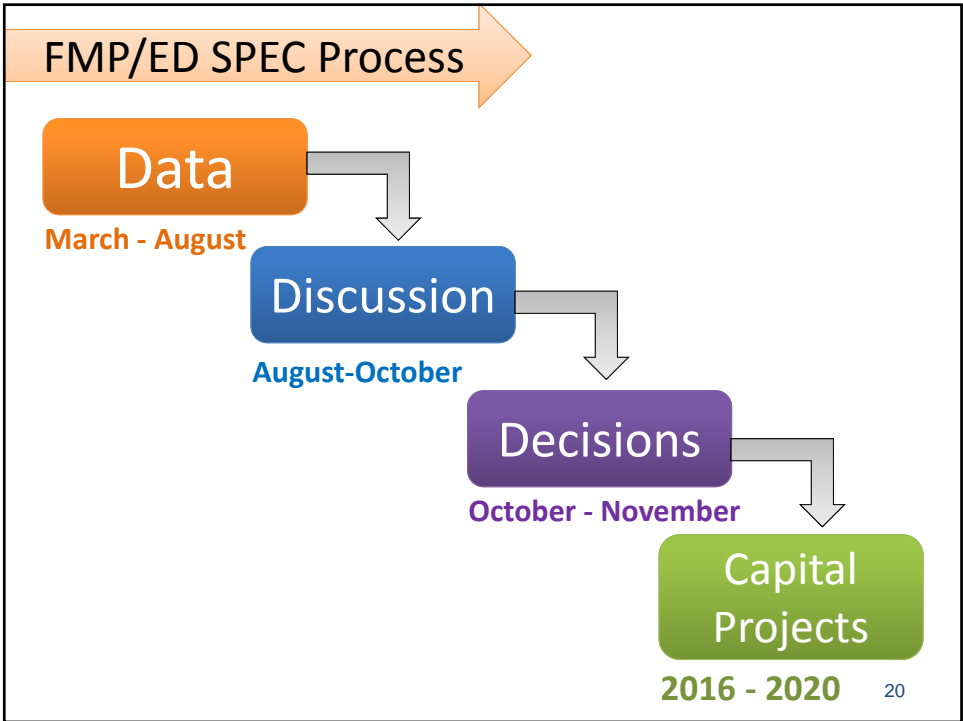 FMP/ED SPEC Process
Data
March - August
Discussion
August-October
Decisions
October - November
Capital
Projects
2016 - 2020
20